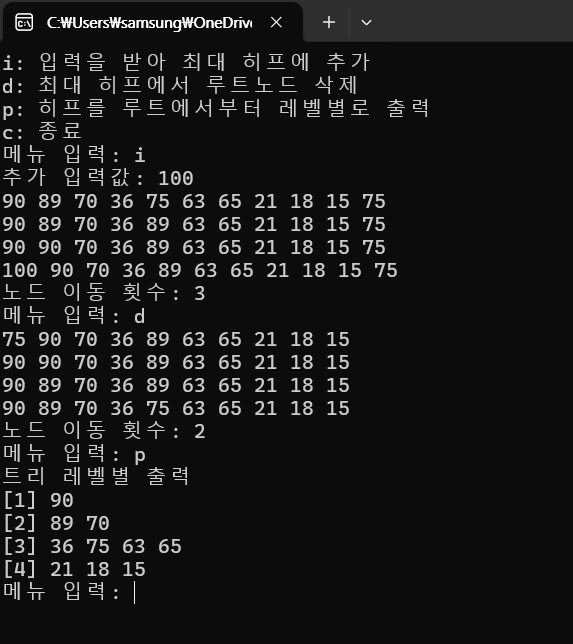 C:₩Users₩samsung₩OneDrive
i: 입력을 받아 최대 히프에 추가
d: 최대 히프에서 루트노드 삭제
p: 히프를 루트에서부터 레벨별로 출력
c: 종료
메뉴 입력: i
추가 입력값: 100
90 89 70 36 75 63 65 21 18 15 75
90 89 70 36 89 63 65 21 18 15 75
90 90 70 36 89 63 65 21 18 15 75
100 90 70 36 89 63 65 21 18 15 75
노드 이동 횟수: 3
메뉴 입력: d
75 90 70 36 89 63 65 21 18 15
90 90 70 36 89 63 65 21 18 15
90 89 70 36 89 63 65 21 18 15
90 89 70 36 75 63 65 21 18 15
노드 이동 횟수: 2
메뉴 입력: p
트리 레벨별 출력
[1] 90
[2] 89 70
[3] 36 75 63 65
[4] 21 18 15
메뉴 입력: